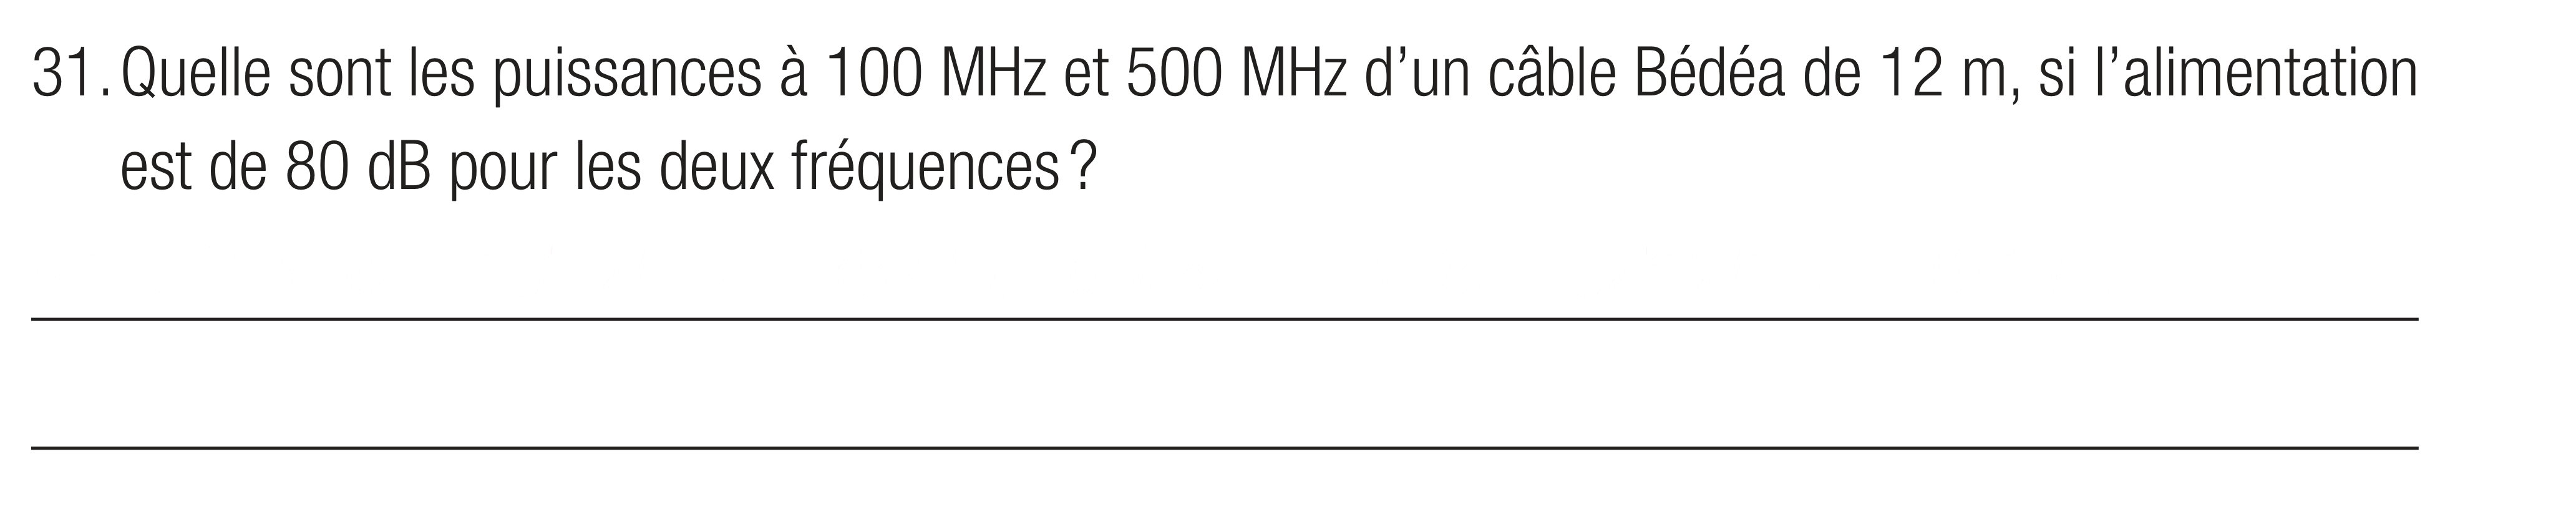 31. Quelle sont les puissances à 100 MHz et 500 MHz d’un câble Bédéa de 12 m, si l’alimentation
est de 80 dB pour les deux fréquences ?